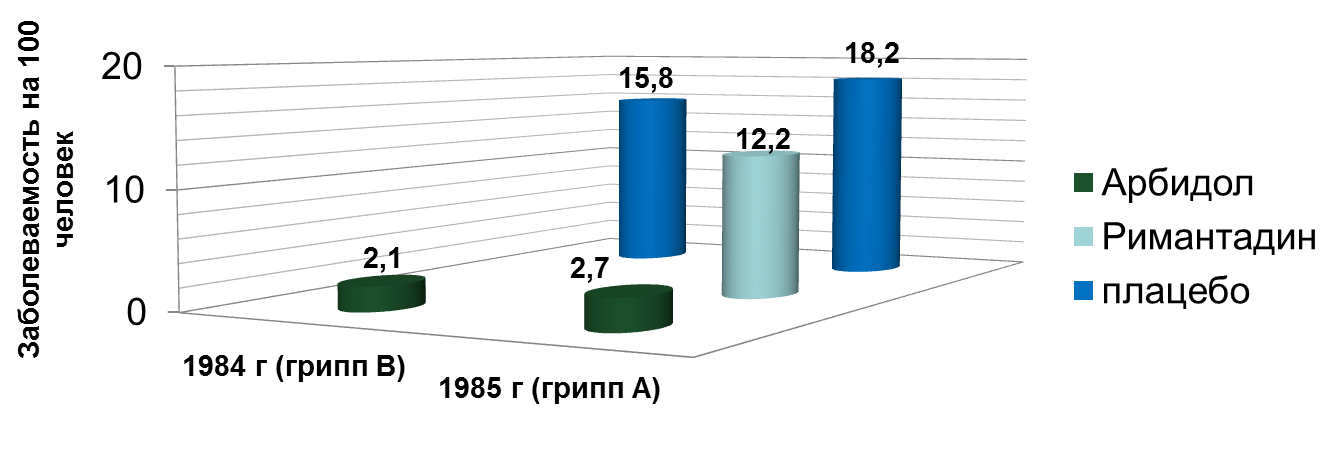 Заболеваемость на 100
человек
20
10
0
15,8
18,2
12,2
2,1
2,7
1984 г (грипп В)
1985 г (грипп А)
Арбидол
Римантадин
плацебо